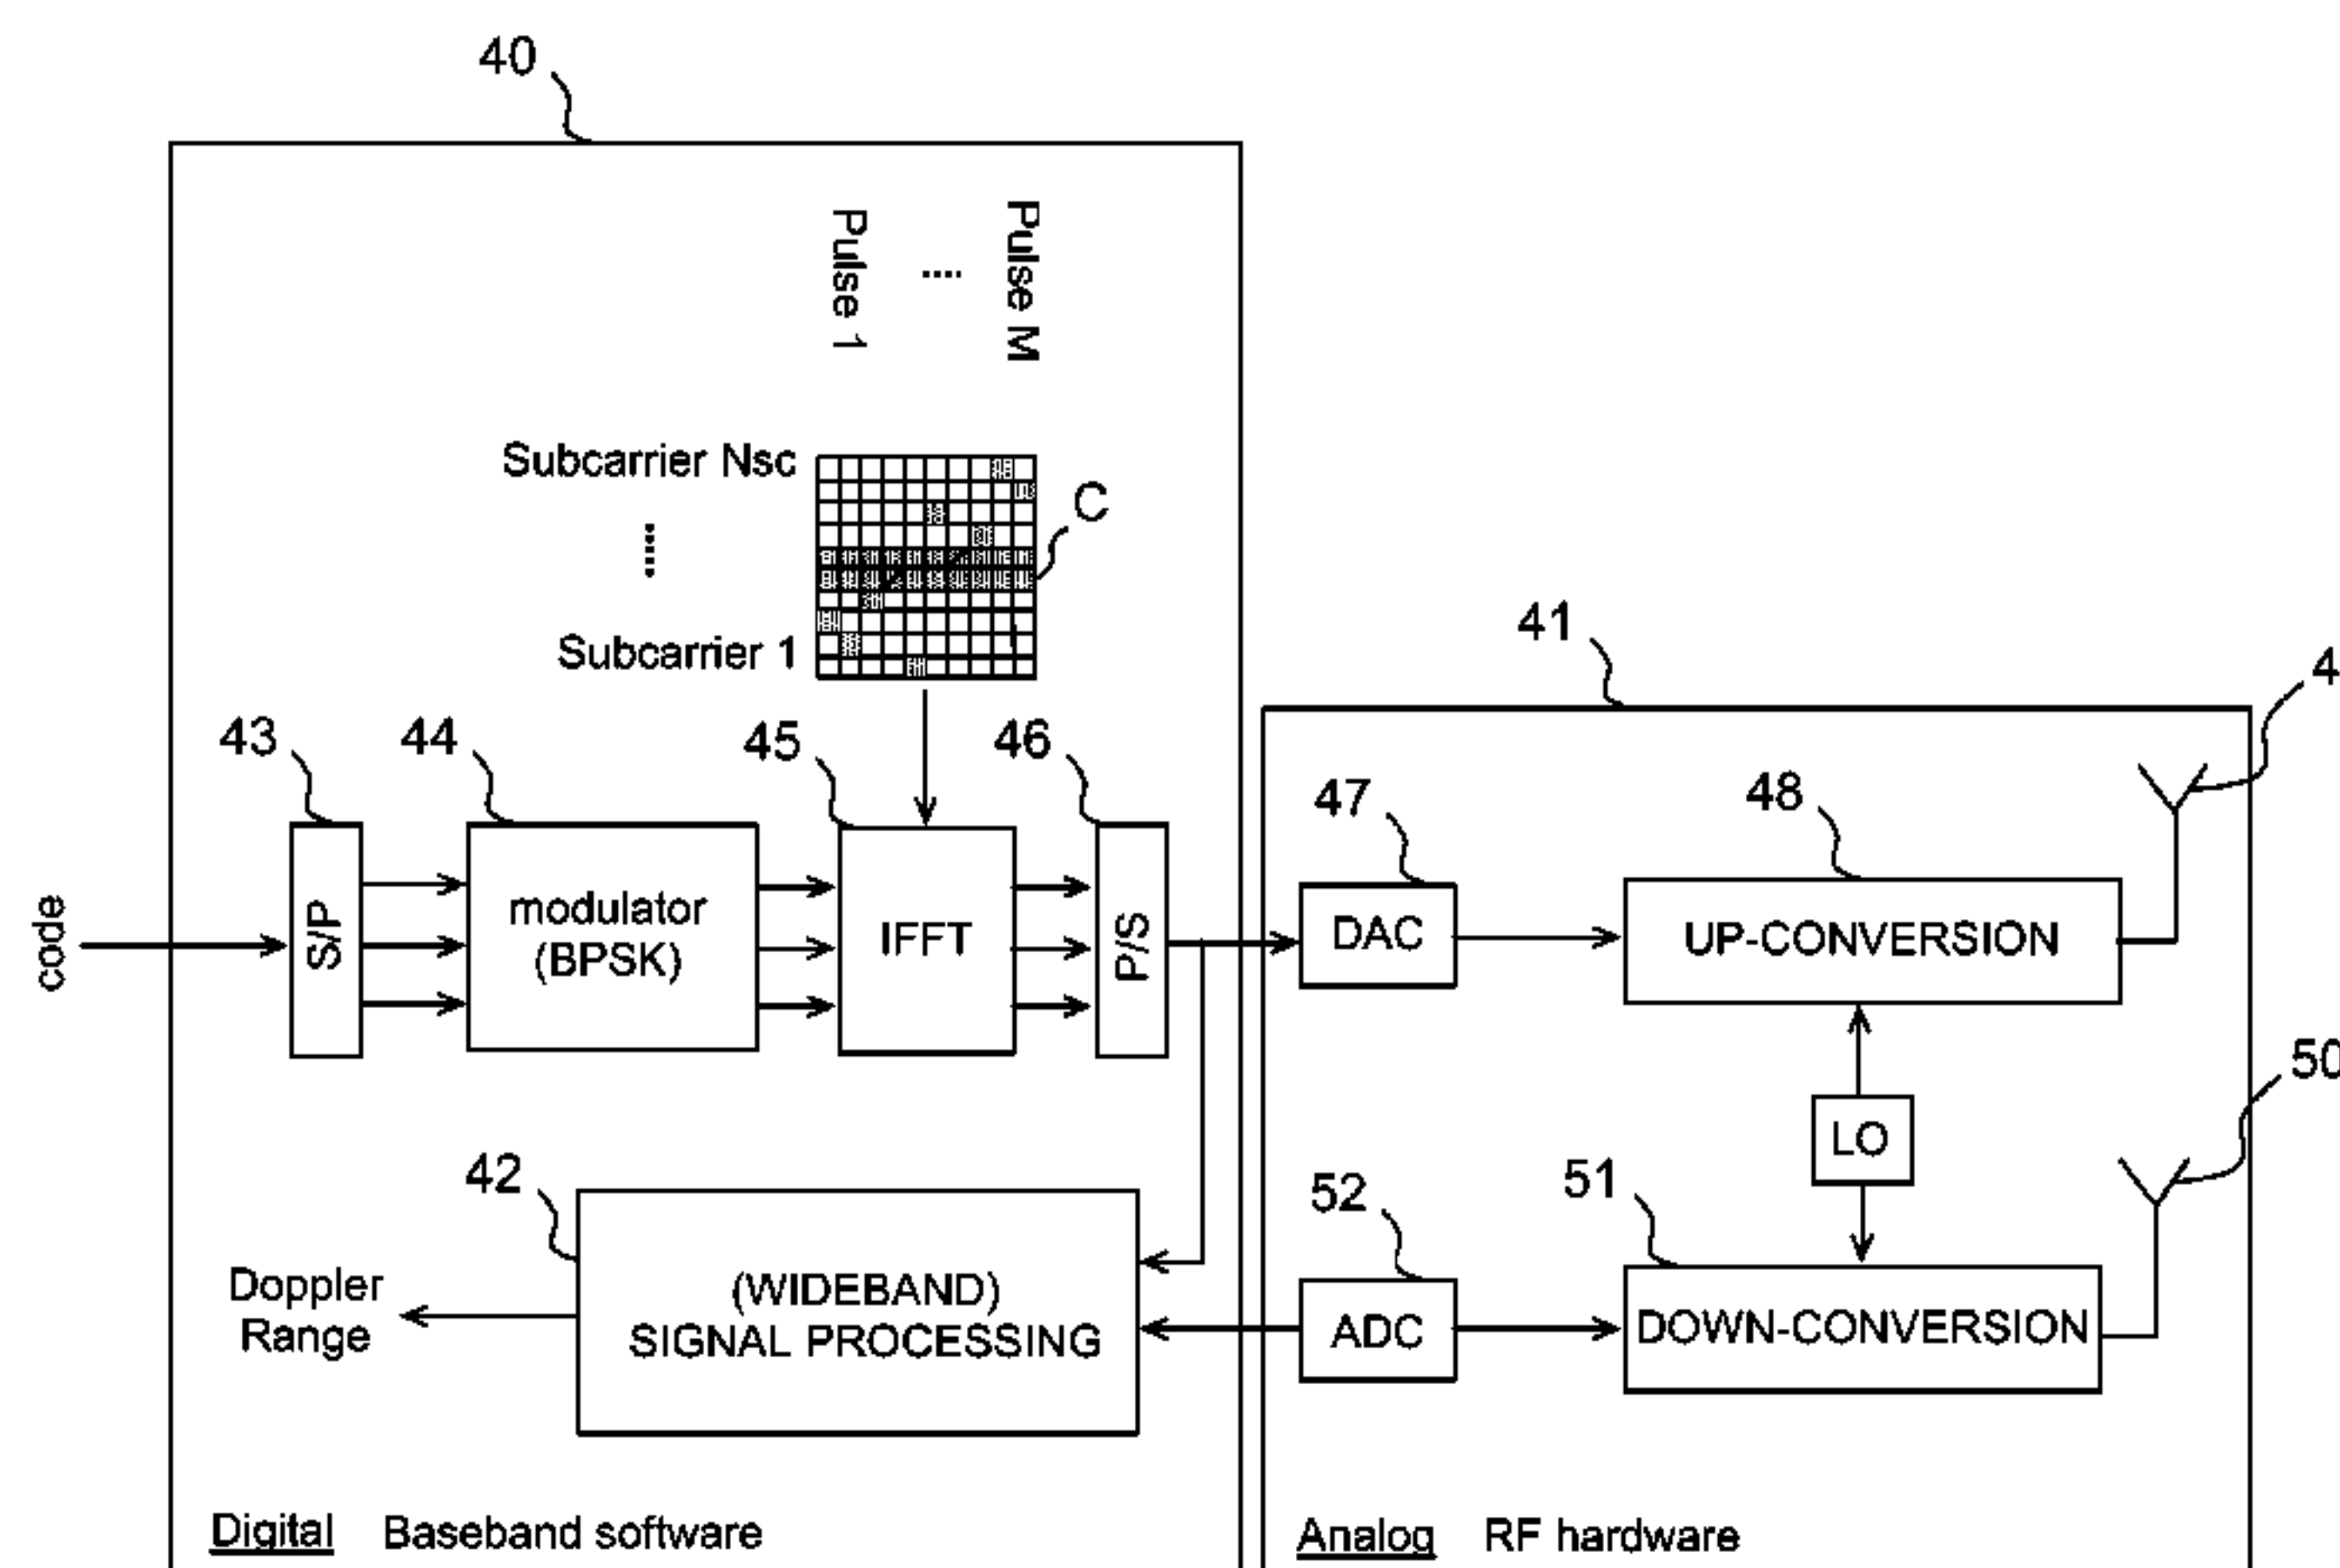 40
Pulse 1
....
Pulse M
Subcarrier Nsc
.....
C
Subcarrier 1
41
4
43
44
45
46
47
48
code
S/P
modulator
(BPSK)
IFFT
P/S
DAC
UP-CONVERSION
50
LO
42
52
51
Doppler
Range
(WIDEBAND)
SIGNAL PROCESSING
ADC
DOWN-CONVERSION
Digital Baseband software
Analog RF hardware